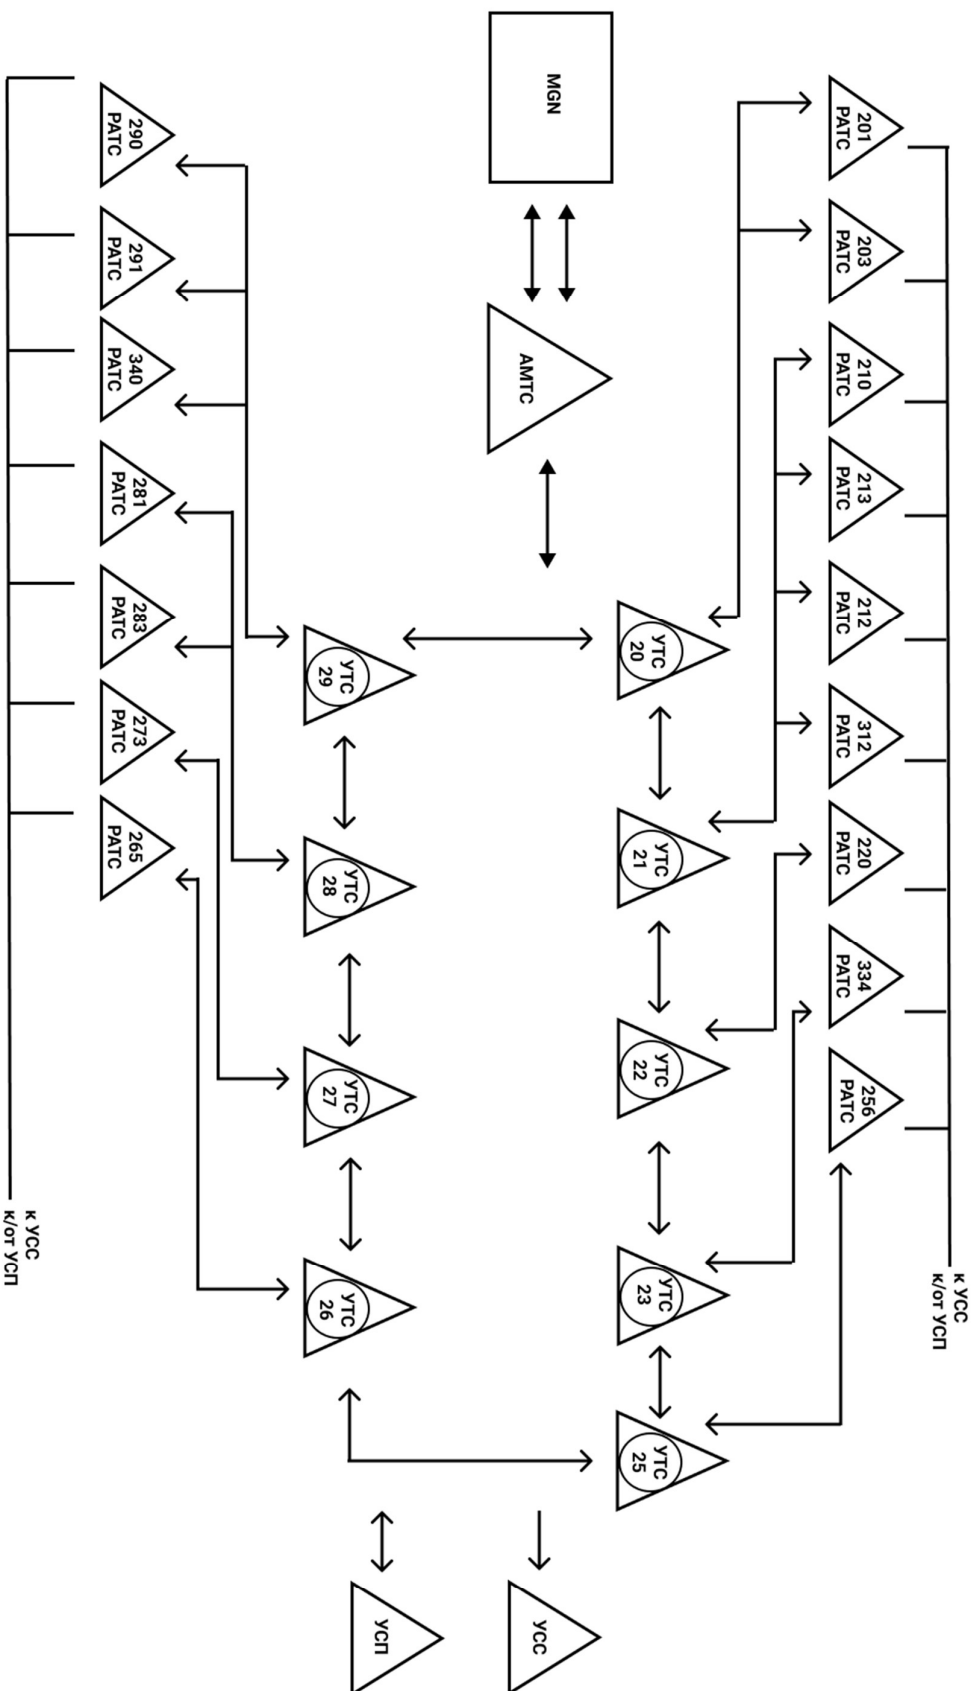 к УСС
к/от УСП
201
РАТС
203
РАТС
210
РАТС
213
РАТС
212
РАТС
312
РАТС
220
РАТС
334
РАТС
256
РАТС
УТС
20
УТС
21
УТС
22
УТС
23
УТС
25
MGN
АМТС
УСС
УСП
УТС
29
УТС
28
УТС
27
УТС
26
290
РАТС
291
РАТС
340
РАТС
281
РАТС
283
РАТС
273
РАТС
265
РАТС
к УСС
к/от УСП